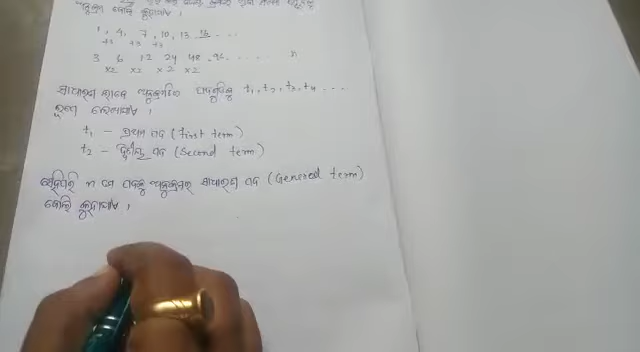 ଅନୁକ୍ରମ ବୋଲି କୁହାଯାଏ ।
1, 4, 7, 10, 13, 16 ...
+3 +3 +3
3 6 12 24 48 96 ..... n
×2 ×2 ×2 ×2
ସାଧାରଣ ଭାବେ ଅନୁକ୍ରମର ପଦଗୁଡ଼ିକୁ t₁, t₂, t₃, t₄ ...
ରୂପେ ଲେଖାଯାଏ ।
t₁ – ପ୍ରଥମ ପଦ (first term)
t₂ – ଦ୍ୱିତୀୟ ପଦ (Second term)
ସେହିପରି n ତମ ପଦକୁ ଅନୁକ୍ରମର ସାଧାରଣ ପଦ (General term)
ବୋଲି କୁହାଯାଏ ।